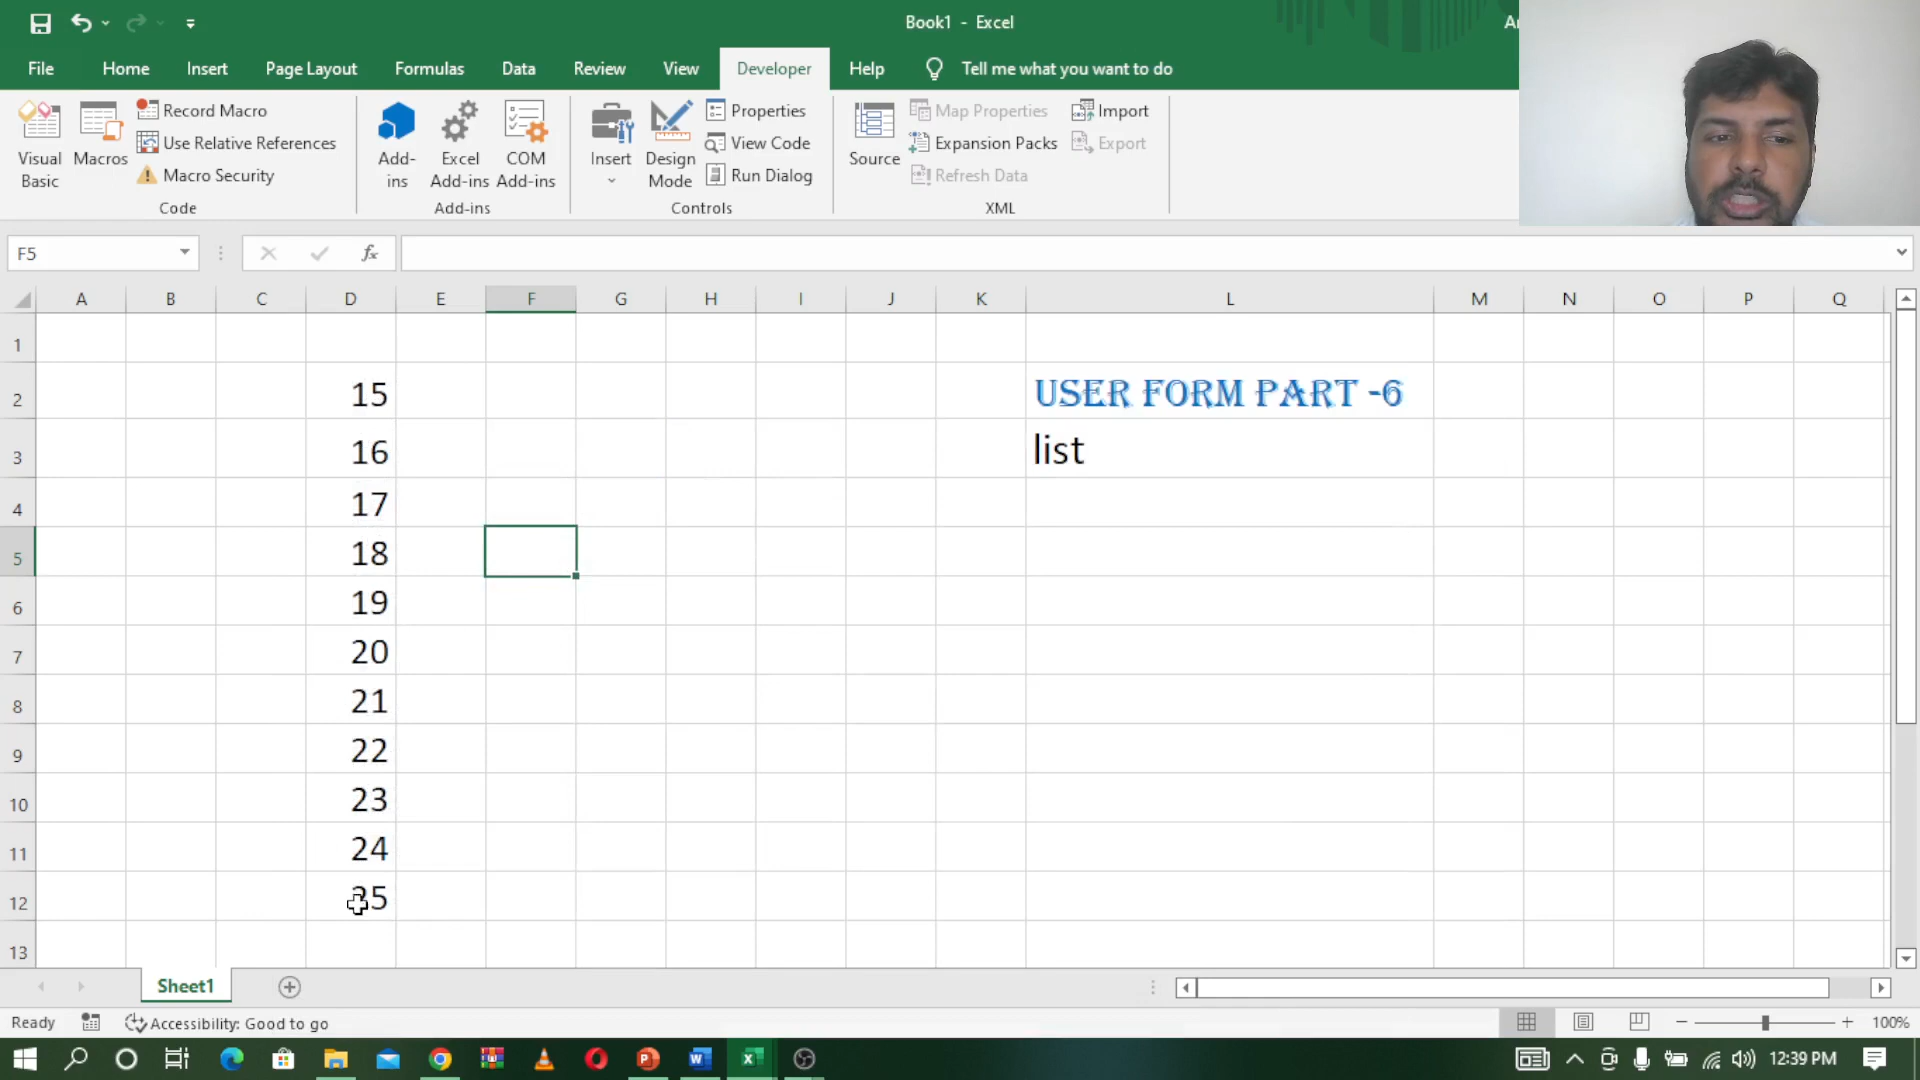 Book1 - Excel
File Home Insert Page Layout Formulas Data Review View Developer Help Tell me what you want to do
Visual Basic
Macros
Record Macro
Use Relative References
Macro Security
Code
Add-ins
Excel Add-ins
COM Add-ins
Add-ins
Insert
Design Mode
Properties
View Code
Run Dialog
Controls
Source
Map Properties
Expansion Packs
Refresh Data
Import
Export
XML
F5
fx
A B C D E F G H I J K L M N O P Q
1
2 15 USER FORM PART -6
3 16 list
4 17
5 18
6 19
7 20
8 21
9 22
10 23
11 24
12 25
13
Sheet1
Ready
Accessibility: Good to go
100%
12:39 PM